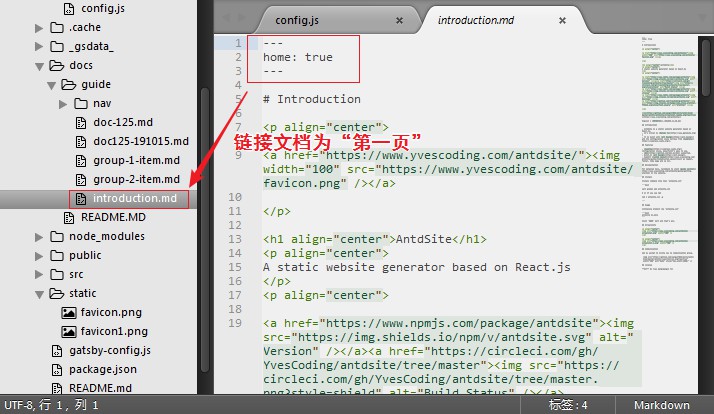 config.js
.cache
_gsdata_
docs
guide
nav
doc-125.md
doc125-191015.md
group-1-item.md
group-2-item.md
introduction.md
README.MD
node_modules
public
src
static
favicon.png
favicon1.png
gatsby-config.js
package.json
README.md
config.js ×
introduction.md ×
1 ---
2 home: true
3 ---
4
5 # Introduction
6
7 <p align="center">
8
链接文档为“第一页”
9 <a href="https://www.yvescoding.com/antdsite/"><img
width="100" src="https://www.yvescoding.com/antdsite/
favicon.png" /></a>
10
11 </p>
12
13 <h1 align="center">AntdSite</h1>
14 <p align="center">
15 A static website generator based on React.js
16 </p>
17 <p align="center">
18
19 <a href="https://www.npmjs.com/package/antdsite"><img
src="https://img.shields.io/npm/v/antdsite.svg" alt="
Version" /></a><a href="https://circleci.com/gh/
YvesCoding/antdsite/tree/master"><img src="https://
circleci.com/gh/YvesCoding/antdsite/tree/master.
png?style=shield" alt="Build Status" /></a>
UTF-8, 行 1, 列 1
标签: 4
Markdown